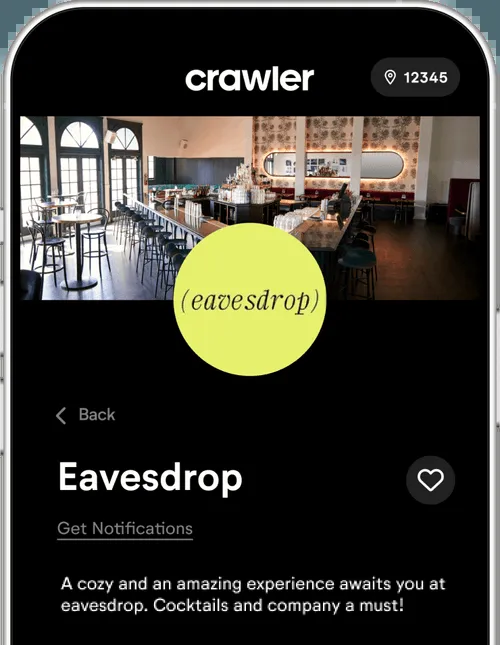 crawler
12345
(eavesdrop)
Back
Eavesdrop
Get Notifications
A cozy and an amazing experience awaits you at
eavesdrop. Cocktails and company a must!